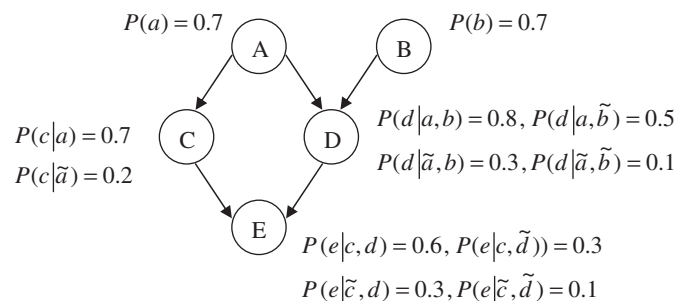 P(a) = 0.7
A
B
P(b) = 0.7
P(c|a) = 0.7
P(c|ã) = 0.2
C
D
P(d|a,b) = 0.8, P(d|a,b̃) = 0.5
P(d|ã,b) = 0.3, P(d|ã,b̃) = 0.1
E
P(e|c,d) = 0.6, P(e|c,d̃)) = 0.3
P(e|c̃,d) = 0.3, P(e|c̃,d̃) = 0.1